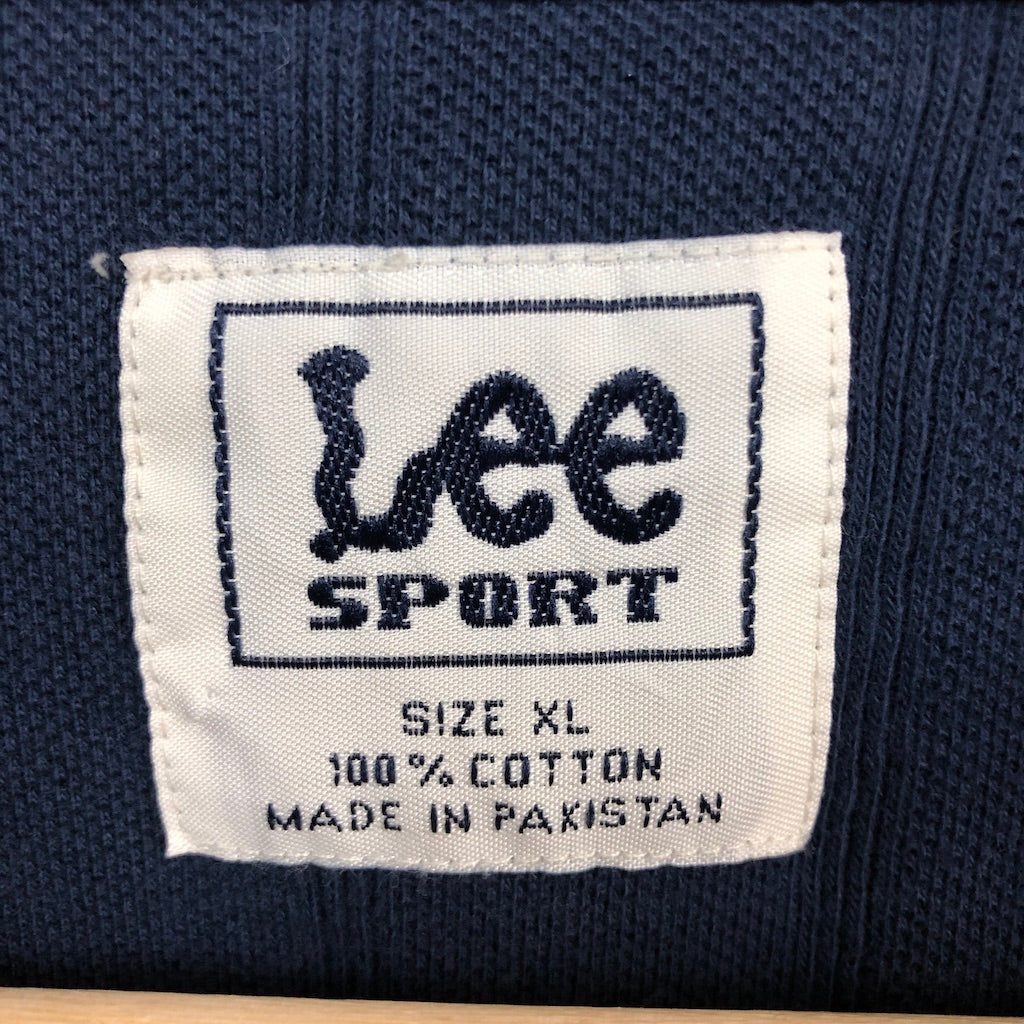 Lee
SPORT
SIZE XL
100% COTTON
MADE IN PAKISTAN